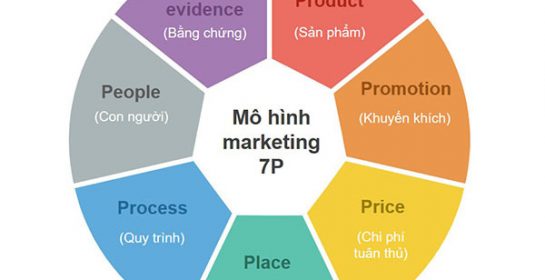 evidence
(Bằng chứng)
Product
(Sản phẩm)
Promotion
(Khuyến khích)
Price
(Chi phí
tuân thủ)
Place
Process
(Quy trình)
People
(Con người)
Mô hình
marketing
7P